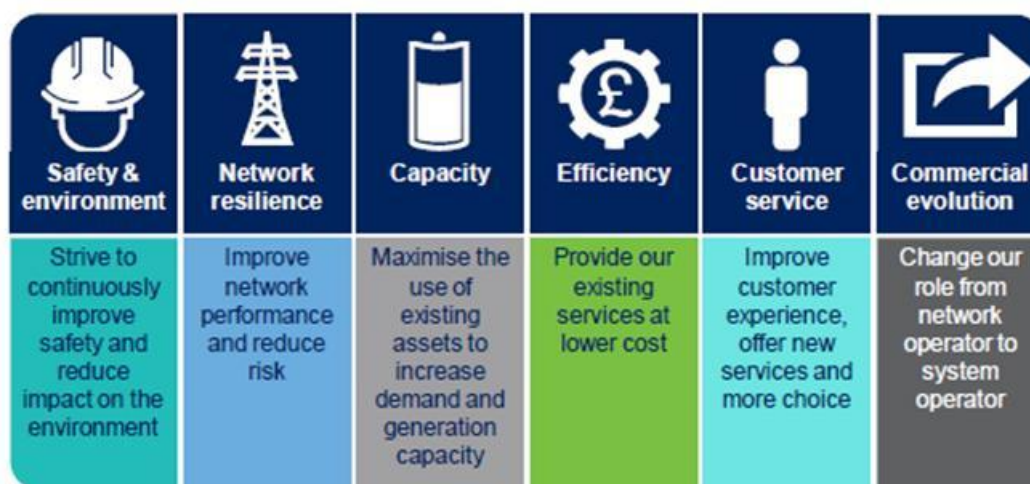 £
Safety &
environment
Network
resilience
Capacity
Efficiency
Customer
service
Commercial
evolution
Strive to
continuously
improve
safety and
reduce
impact on the
environment
Improve
network
performance
and reduce
risk
Maximise the
use of
existing
assets to
increase
demand and
generation
capacity
Provide our
existing
services at
lower cost
Improve
customer
experience,
offer new
services and
more choice
Change our
role from
network
operator to
system
operator